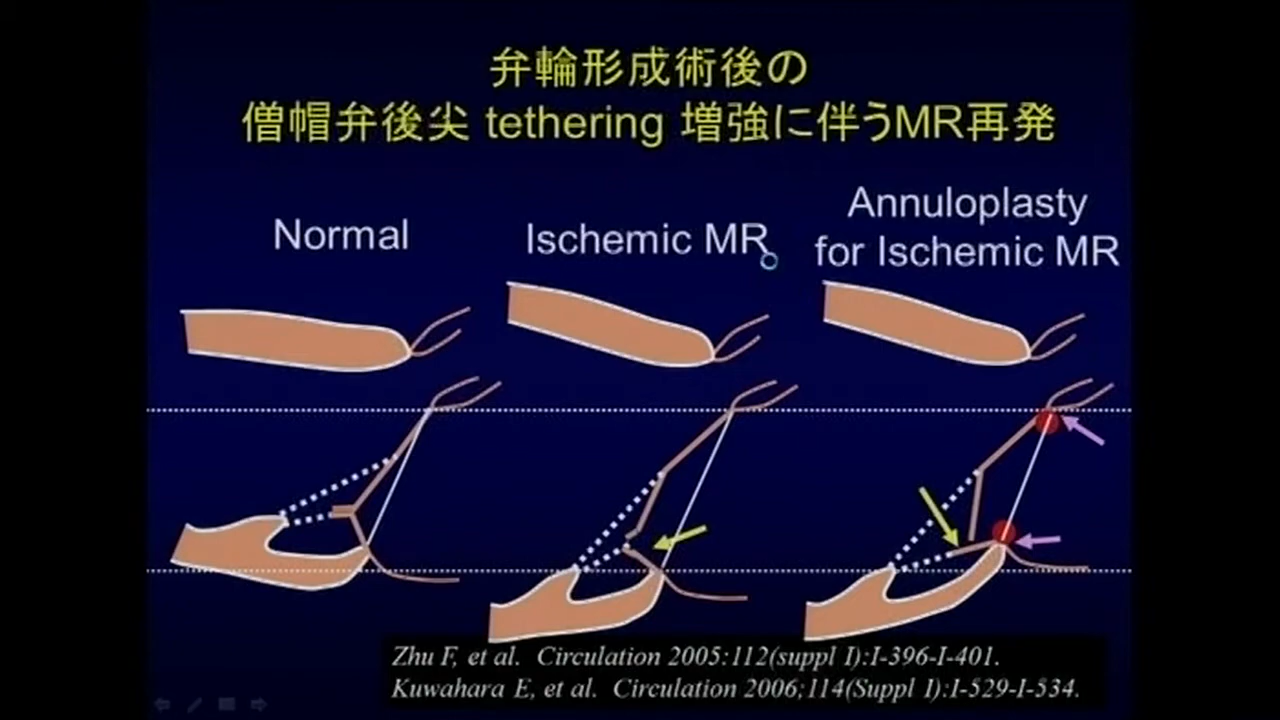 弁輪形成術後の
僧帽弁後尖 tethering 増強に伴うMR再発
Normal
Ischemic MR
Annuloplasty
for Ischemic MR
Zhu F, et al. Circulation 2005:112(suppl I):I-396-I-401.
Kuwahara E, et al. Circulation 2006;114(Suppl I):I-529-I-534.